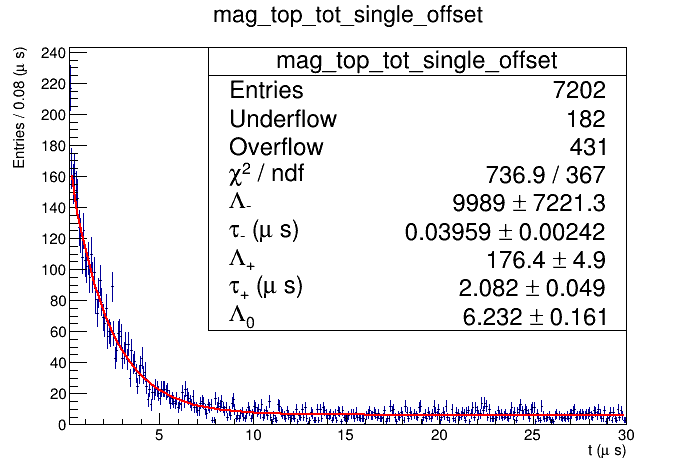 mag_top_tot_single_offset
Entries / 0.08 (μ s)
240
220
200
180
160
140
120
100
80
60
40
20
0
mag_top_tot_single_offset
Entries 7202
Underflow 182
Overflow 431
χ² / ndf 736.9 / 367
Λ₋ 9989 ± 7221.3
τ₋ (μ s) 0.03959 ± 0.00242
Λ₊ 176.4 ± 4.9
τ₊ (μ s) 2.082 ± 0.049
Λ₀ 6.232 ± 0.161
5 10 15 20 25 30
t (μ s)